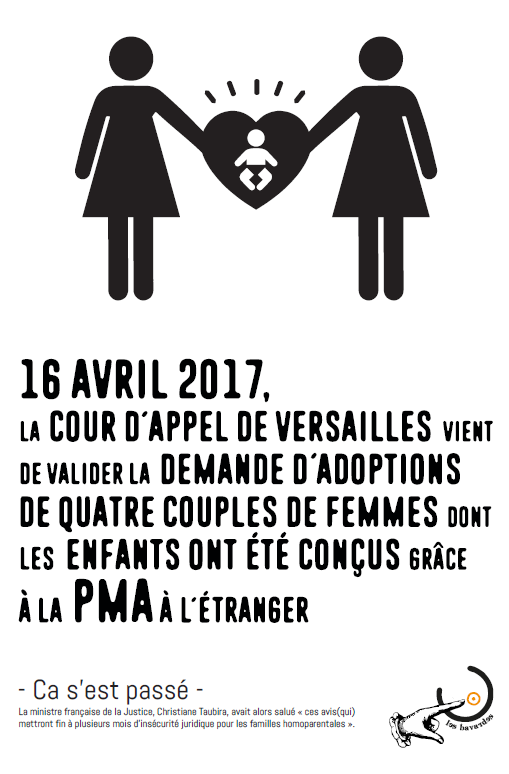 16 AVRIL 2017,
LA COUR D'APPEL DE VERSAILLES VIENT
DE VALIDER LA DEMANDE D'ADOPTIONS
DE QUATRE COUPLES DE FEMMES DONT
LES ENFANTS ONT ÉTÉ CONÇUS GRÂCE
À LA PMA À L'ÉTRANGER
- Ca s'est passé -
La ministre française de la Justice, Christiane Taubira, avait alors salué « ces avis(qui)
mettront fin à plusieurs mois d'insécurité juridique pour les familles homoparentales ».
les bavardes